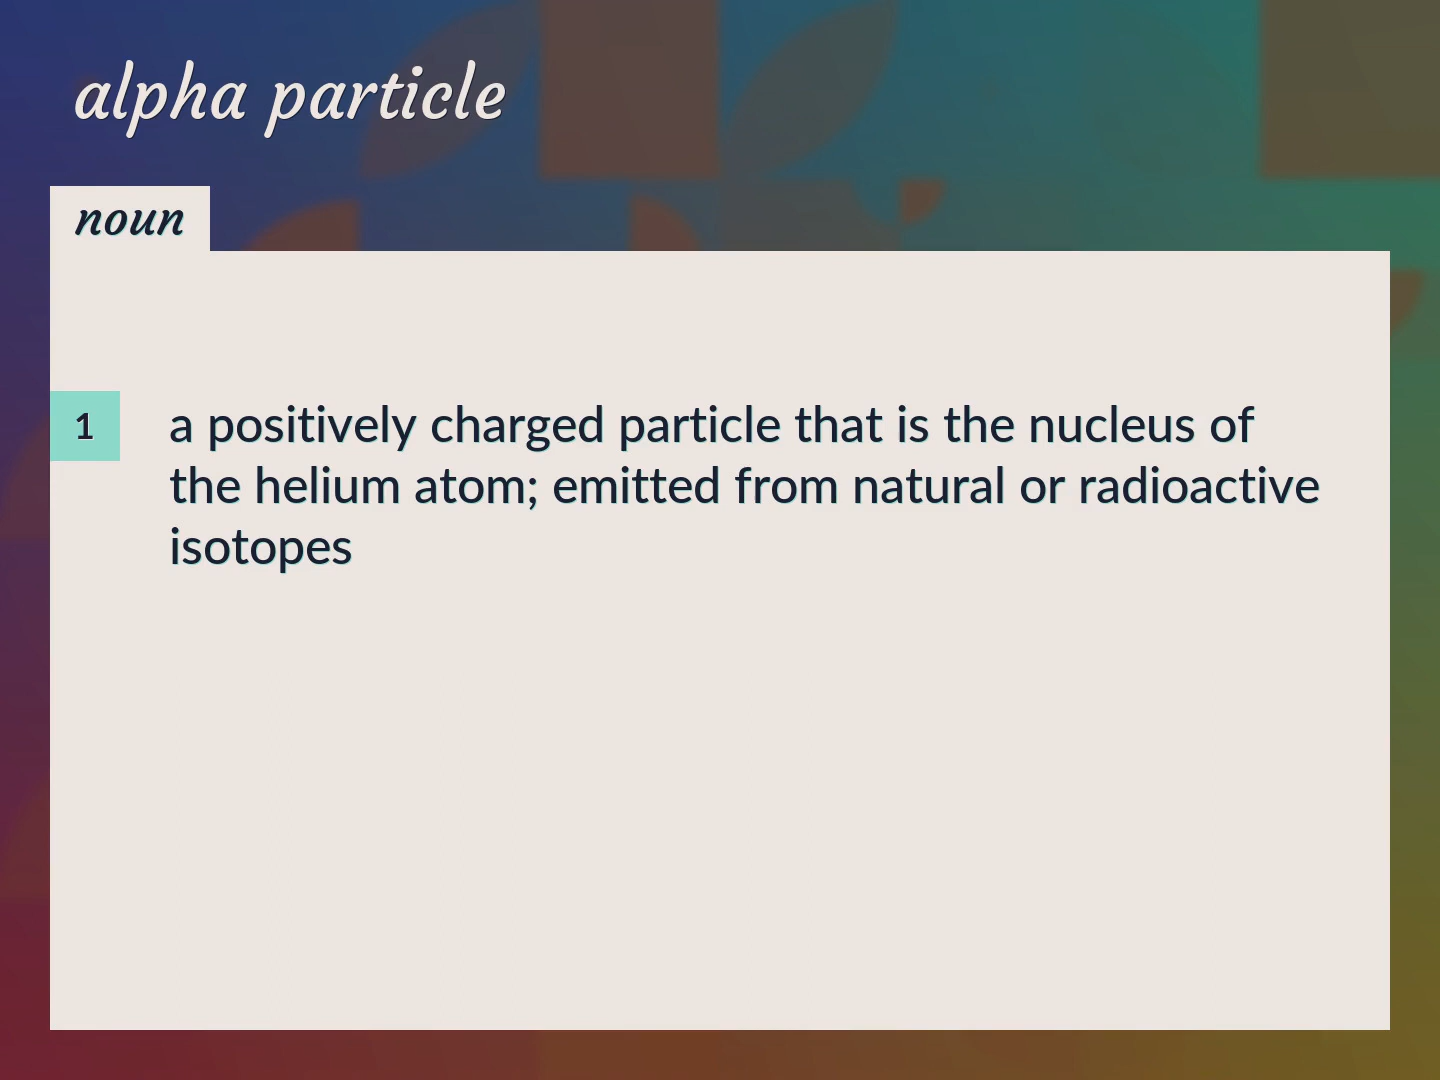 alpha particle
noun
1
a positively charged particle that is the nucleus of
the helium atom; emitted from natural or radioactive
isotopes